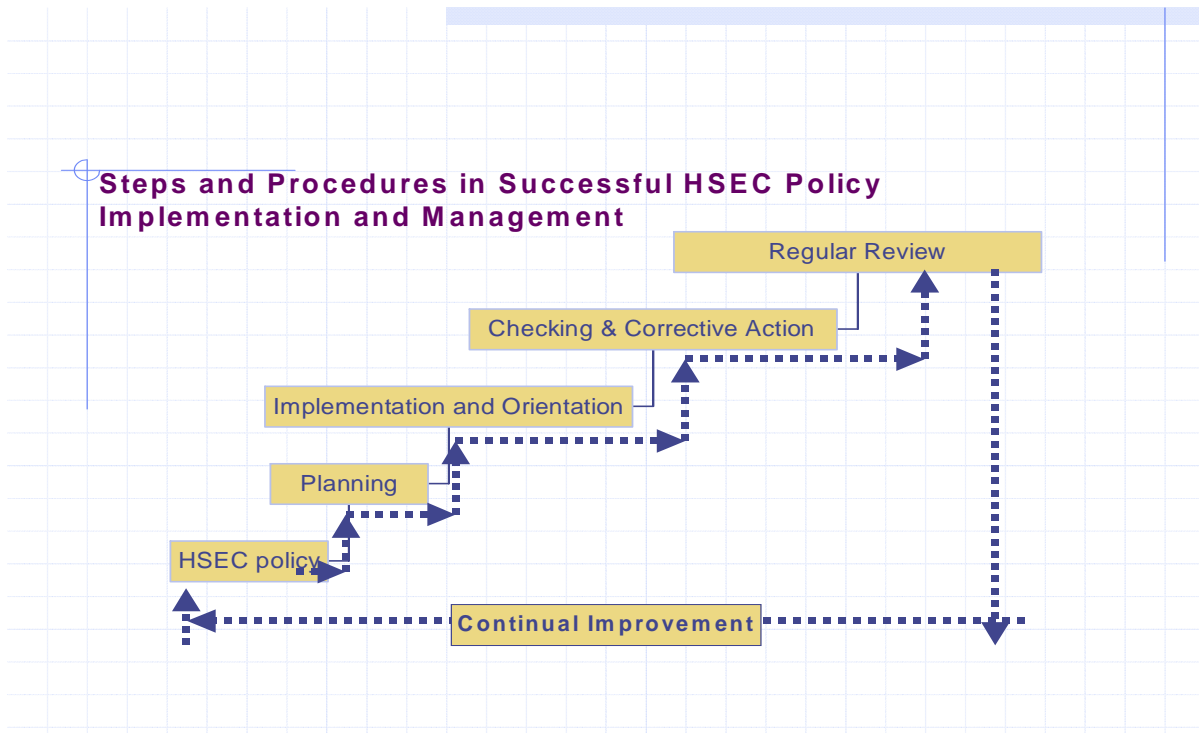 Steps and Procedures in Successful HSEC Policy
Implementation and Management
Regular Review
Checking & Corrective Action
Implementation and Orientation
Planning
HSEC policy
Continual Improvement